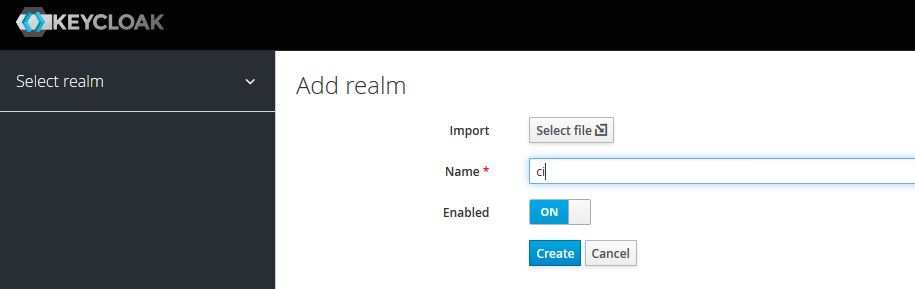 KEYCLOAK
Select realm
Add realm
Import Select file
Name * ci
Enabled ON
Create Cancel